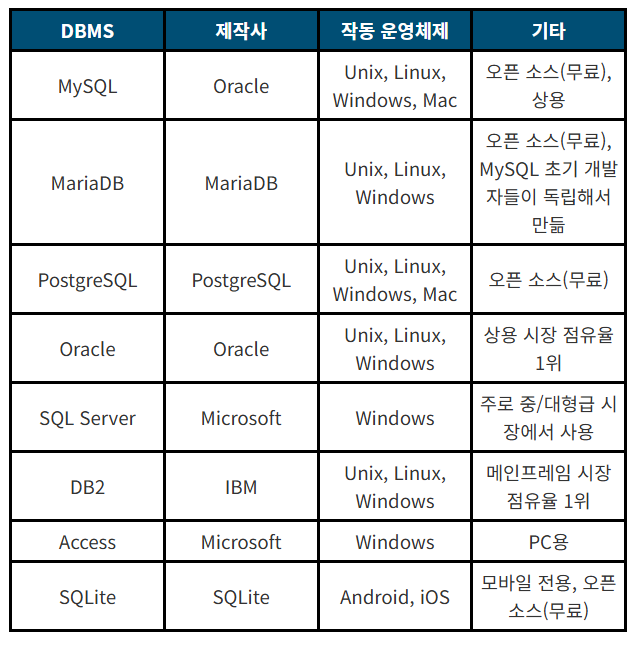 DBMS 제작사 작동 운영체제 기타
MySQL Oracle Unix, Linux, Windows, Mac 오픈 소스(무료), 상용
MariaDB MariaDB Unix, Linux, Windows 오픈 소스(무료), MySQL 초기 개발자들이 독립해서 만듦
PostgreSQL PostgreSQL Unix, Linux, Windows, Mac 오픈 소스(무료)
Oracle Oracle Unix, Linux, Windows 상용 시장 점유율 1위
SQL Server Microsoft Windows 주로 중/대형급 시장에서 사용
DB2 IBM Unix, Linux, Windows 메인프레임 시장 점유율 1위
Access Microsoft Windows PC용
SQLite SQLite Android, iOS 모바일 전용, 오픈 소스(무료)